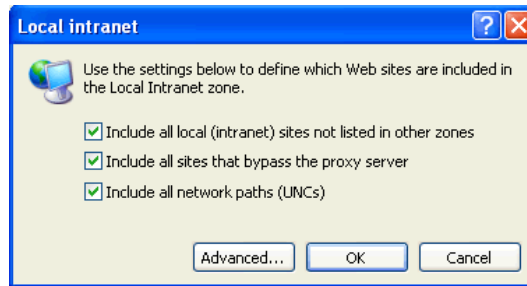 Local intranet
Use the settings below to define which Web sites are included in
the Local Intranet zone.
Include all local (intranet) sites not listed in other zones
Include all sites that bypass the proxy server
Include all network paths (UNCs)
Advanced... OK Cancel